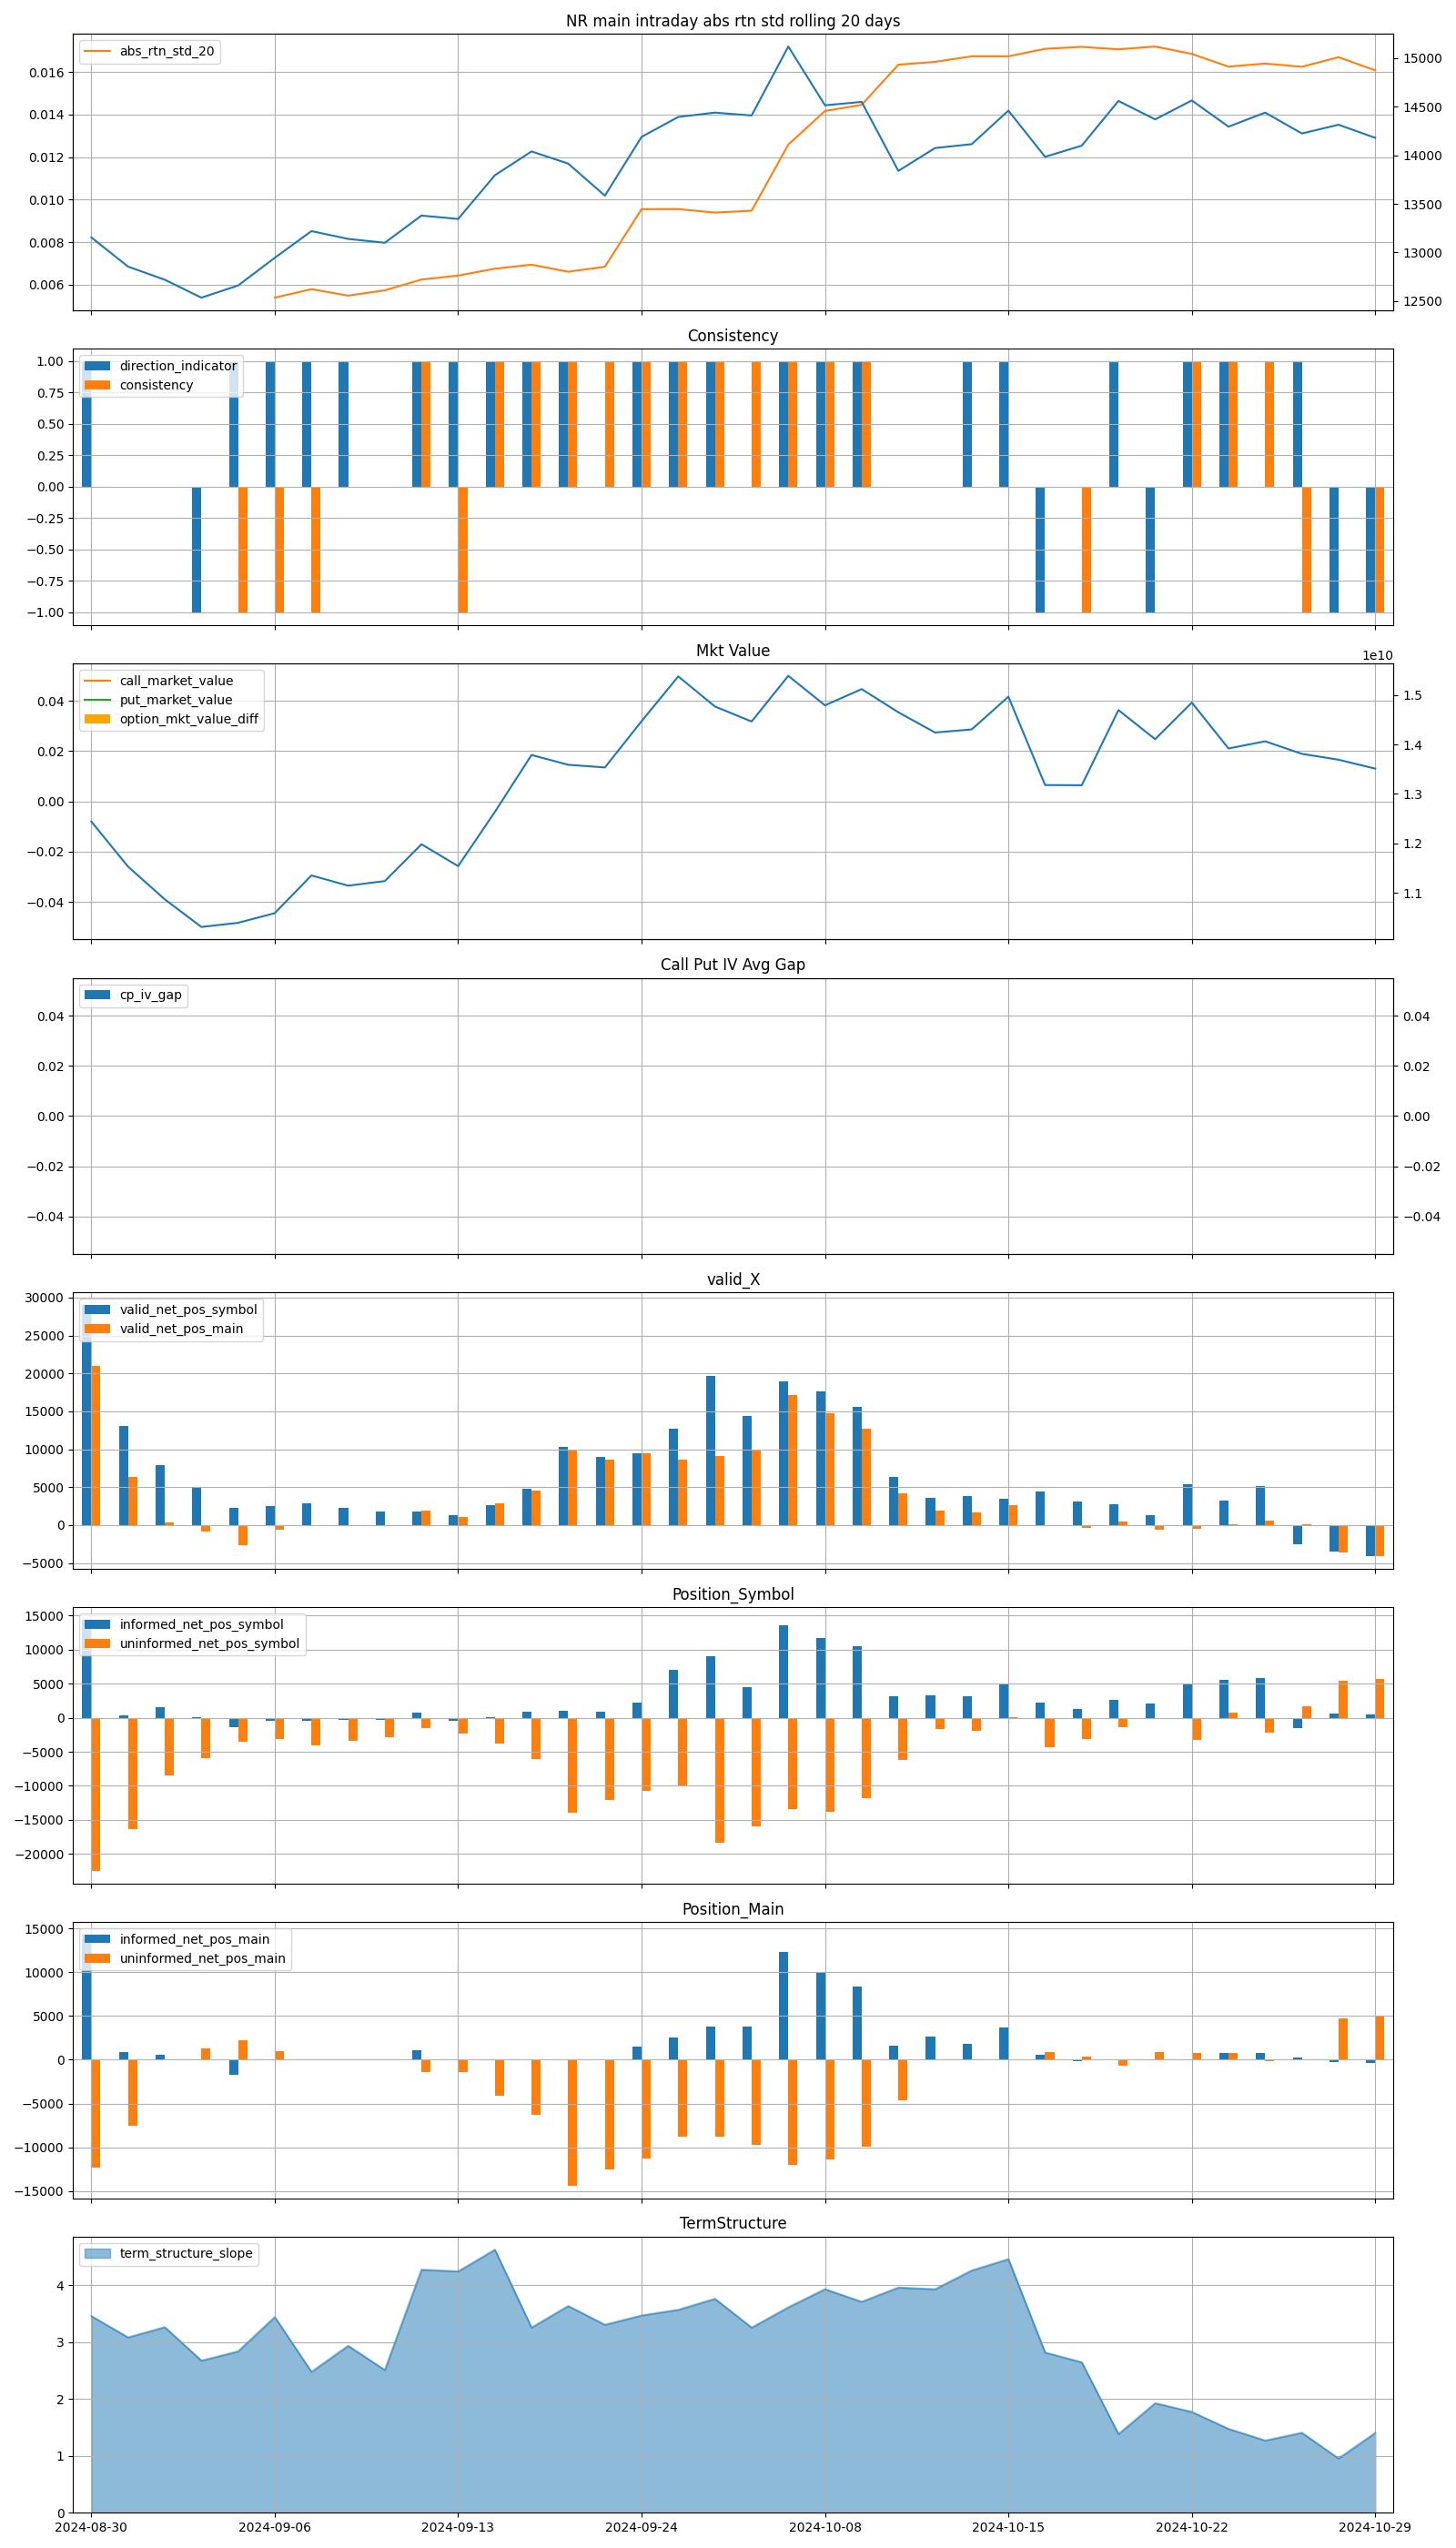 NR main intraday abs rtn std rolling 20 days
abs_rtn_std_20
0.016
0.014
0.012
0.010
0.008
0.006
15000
14500
14000
13500
13000
12500
Consistency
direction_indicator
consistency
1.00
0.75
0.50
0.25
0.00
−0.25
−0.50
−0.75
−1.00
Mkt Value
1e10
call_market_value
put_market_value
option_mkt_value_diff
0.04
0.02
0.00
−0.02
−0.04
1.5
1.4
1.3
1.2
1.1
Call Put IV Avg Gap
cp_iv_gap
0.04
0.02
0.00
−0.02
−0.04
0.04
0.02
0.00
−0.02
−0.04
valid_X
valid_net_pos_symbol
valid_net_pos_main
30000
25000
20000
15000
10000
5000
0
−5000
Position_Symbol
informed_net_pos_symbol
uninformed_net_pos_symbol
15000
10000
5000
0
−5000
−10000
−15000
−20000
Position_Main
informed_net_pos_main
uninformed_net_pos_main
15000
10000
5000
0
−5000
−10000
−15000
TermStructure
term_structure_slope
4
3
2
1
0
2024-08-30 2024-09-06 2024-09-13 2024-09-24 2024-10-08 2024-10-15 2024-10-22 2024-10-29